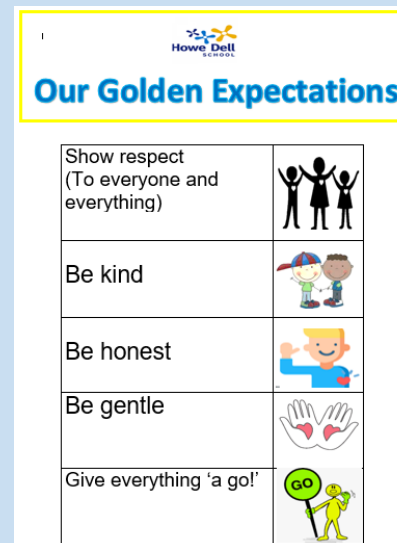 Howe Dell
SCHOOL
Our Golden Expectations
Show respect
(To everyone and
everything)
Be kind
Be honest
Be gentle
Give everything ‘a go!’
GO